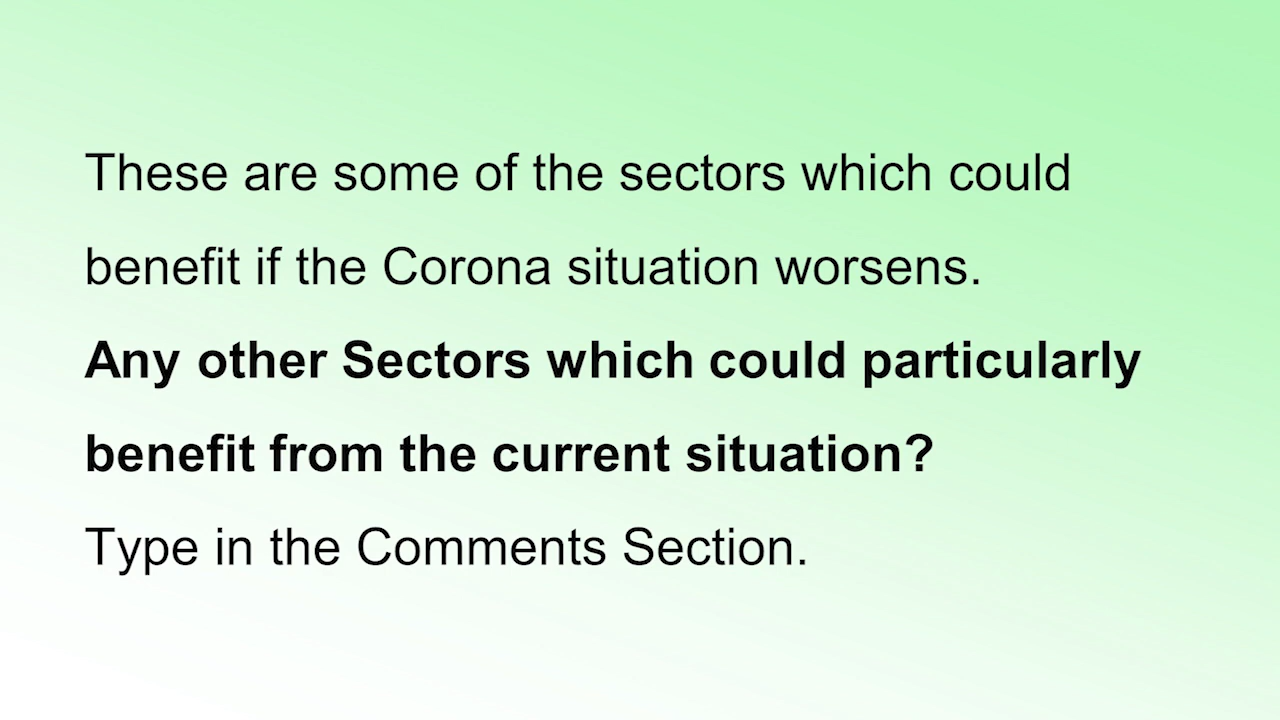 These are some of the sectors which could
benefit if the Corona situation worsens.
Any other Sectors which could particularly
benefit from the current situation?
Type in the Comments Section.